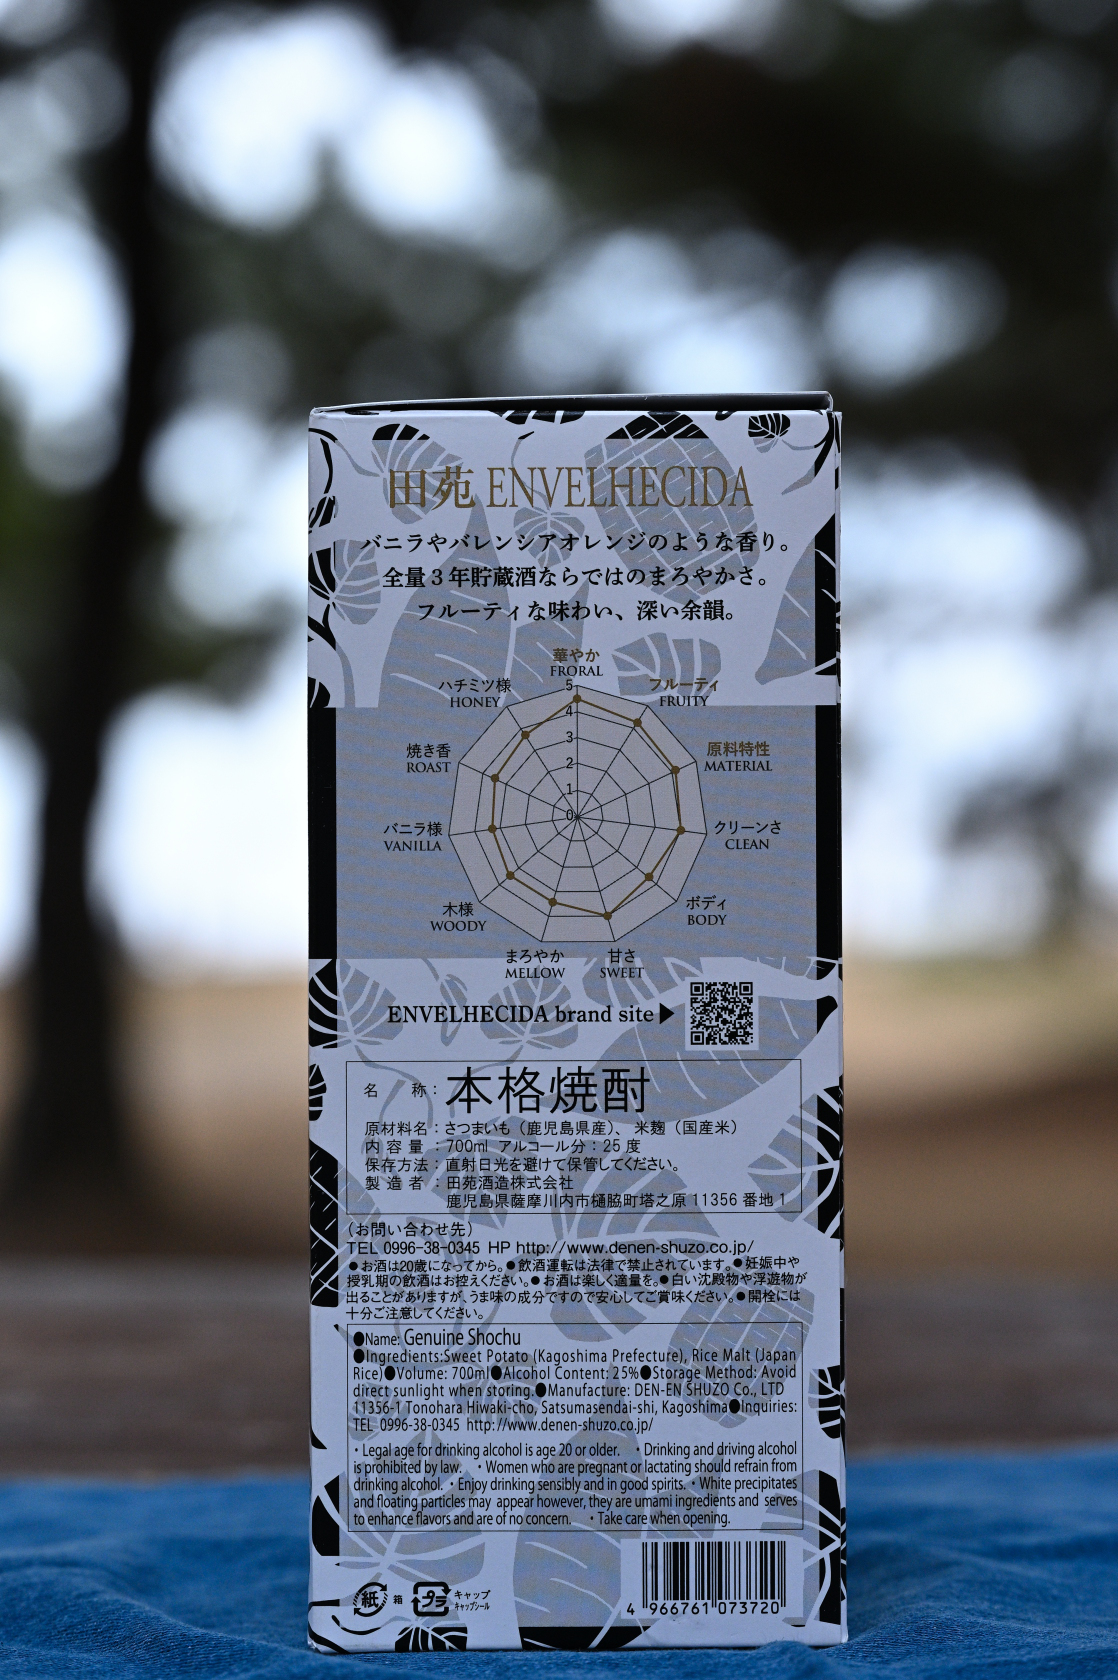 田苑 ENVELHECIDA
バニラやバレンシアオレンジのような香り。
全量3年貯蔵酒ならではのまろやかさ。
フルーティな味わい、深い余韻。
華やか
FRORAL
ハチミツ様
HONEY
フルーティ
FRUITY
焼き香
ROAST
原料特性
MATERIAL
バニラ様
VANILLA
クリーンさ
CLEAN
木様
WOODY
ボディ
BODY
まろやか
MELLOW
甘さ
SWEET
5
4
3
2
1
0
ENVELHECIDA brand site▶
名 称:本格焼酎
原材料名:さつまいも(鹿児島県産)、米麹(国産米)
内容量:700ml アルコール分:25度
保存方法:直射日光を避けて保管してください。
製造者:田苑酒造株式会社
鹿児島県薩摩川内市樋脇町塔之原11356番地1
(お問い合わせ先)
TEL 0996-38-0345 HP http://www.denen-shuzo.co.jp/
●お酒は20歳になってから。●飲酒運転は法律で禁止されています。●妊娠中や
授乳期の飲酒はお控えください。●お酒は楽しく適量を。●白い沈殿物や浮遊物が
出ることがありますが、うま味の成分ですので安心してご賞味ください。●開栓には
十分ご注意してください。
●Name: Genuine Shochu
●Ingredients:Sweet Potato (Kagoshima Prefecture), Rice Malt (Japan
Rice)●Volume: 700ml●Alcohol Content: 25%●Storage Method: Avoid
direct sunlight when storing.●Manufacture: DEN-EN SHUZO Co., LTD
11356-1 Tonohara Hiwaki-cho, Satsumasendai-shi, Kagoshima●Inquiries:
TEL 0996-38-0345 http://www.denen-shuzo.co.jp/
・Legal age for drinking alcohol is age 20 or older. ・Drinking and driving alcohol
is prohibited by law. ・Women who are pregnant or lactating should refrain from
drinking alcohol. ・Enjoy drinking sensibly and in good spirits. ・White precipitates
and floating particles may appear however, they are umami ingredients and serves
to enhance flavors and are of no concern. ・Take care when opening.
紙 箱 プラ キャップ
キャップシール
4 966761 073720